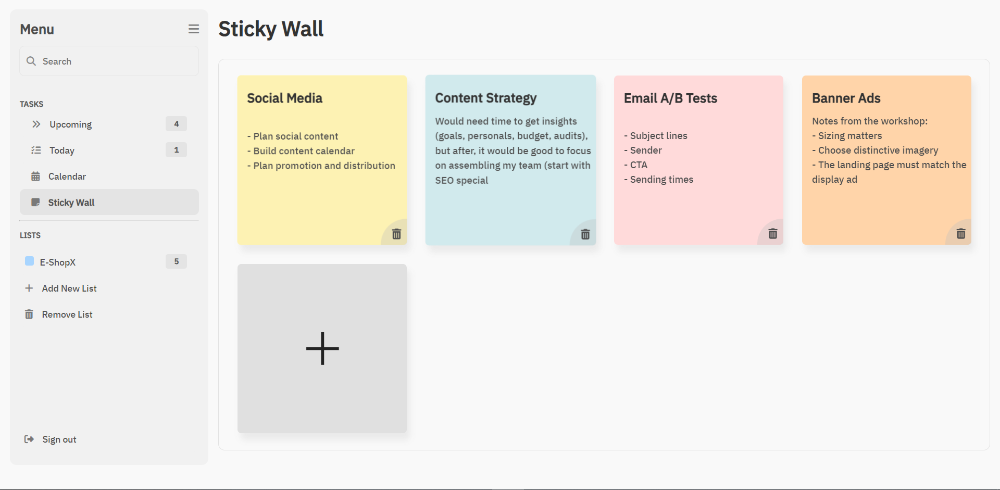 Menu
Search
TASKS
Upcoming 4
Today 1
Calendar
Sticky Wall
LISTS
E-ShopX 5
Add New List
Remove List
Sign out
Sticky Wall
Social Media
- Plan social content
- Build content calendar
- Plan promotion and distribution
Content Strategy
Would need time to get insights
(goals, personals, budget, audits),
but after, it would be good to focus
on assembling my team (start with
SEO special
Email A/B Tests
- Subject lines
- Sender
- CTA
- Sending times
Banner Ads
Notes from the workshop:
- Sizing matters
- Choose distinctive imagery
- The landing page must match the
display ad